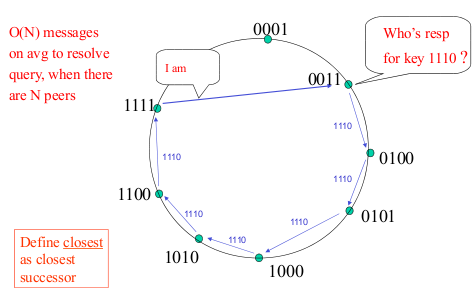 O(N) messages
on avg to resolve
query, when there
are N peers
0001
Who's resp
for key 1110 ?
I am
0011
1111
1110
0100
1110
1110
1100
0101
1110
1110
1110
1010
1000
Define closest
as closest
successor